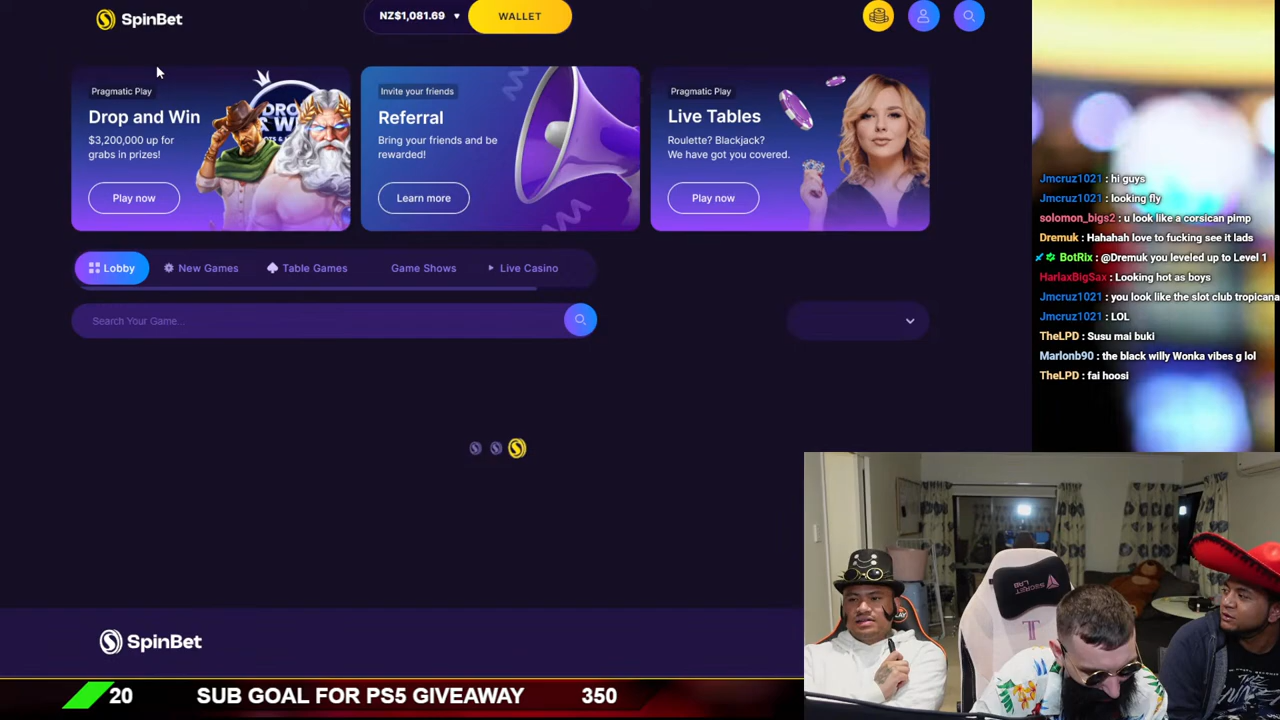 SpinBet
NZ$1,081.69
WALLET
Pragmatic Play
Drop and Win
$3,200,000 up for
grabs in prizes!
Play now
Invite your friends
Referral
Bring your friends and be
rewarded!
Learn more
Pragmatic Play
Live Tables
Roulette? Blackjack?
We have got you covered.
Play now
Lobby
New Games
Table Games
Game Shows
Live Casino
Search Your Game...
Jmcruz1021 : hi guys
Jmcruz1021 : looking fly
solomon_bigs2 : u look like a corsican pimp
Dremuk : Hahahah love to fucking see it lads
BotRix : @Dremuk you leveled up to Level 1
HarlaxBigSax : Looking hot as boys
Jmcruz1021 : you look like the slot club tropicana
Jmcruz1021 : LOL
TheLPD : Susu mai buki
Marlonb90 : the black willy Wonka vibes g lol
TheLPD : fai hoosi
SpinBet
20 SUB GOAL FOR PS5 GIVEAWAY 350